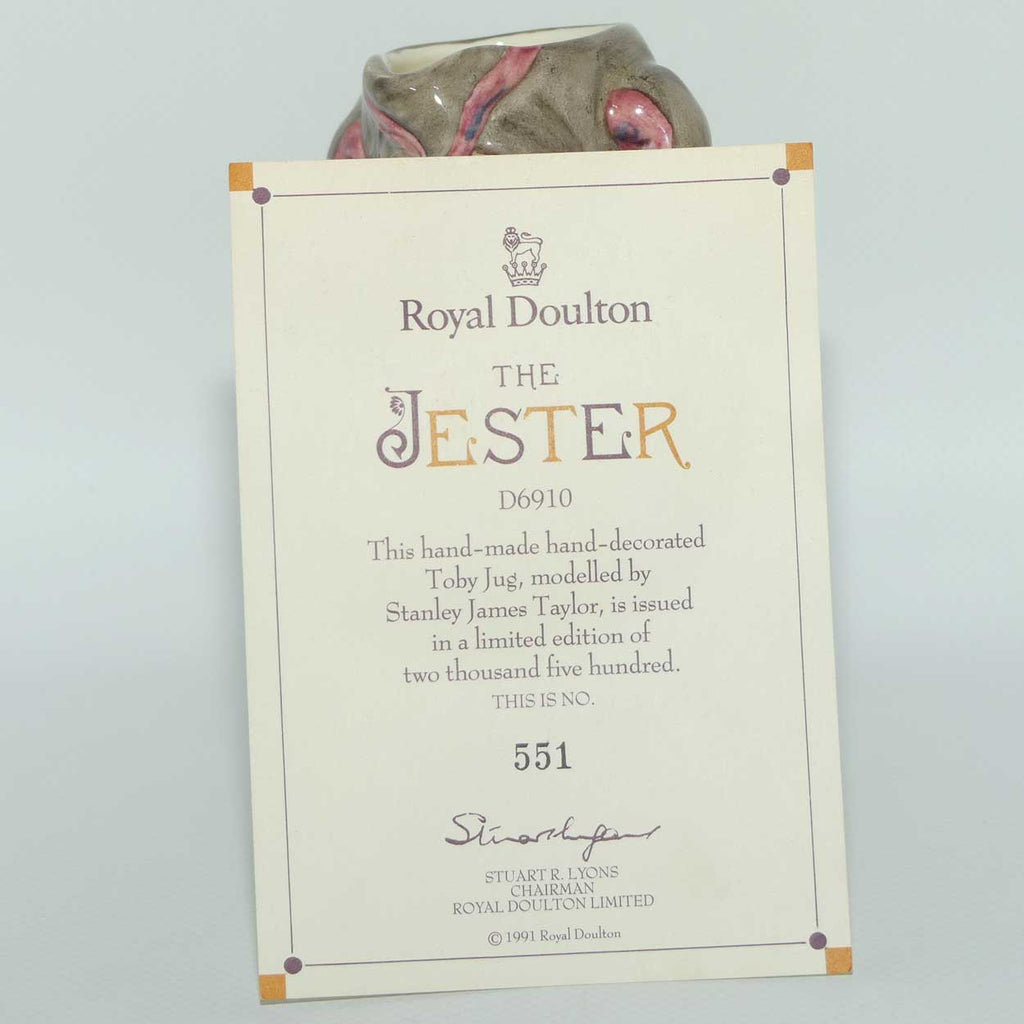 Royal Doulton
THE
JESTER
D6910
This hand-made hand-decorated
Toby Jug, modelled by
Stanley James Taylor, is issued
in a limited edition of
two thousand five hundred.
THIS IS NO.
551
Stuart Lyons
STUART R. LYONS
CHAIRMAN
ROYAL DOULTON LIMITED
© 1991 Royal Doulton